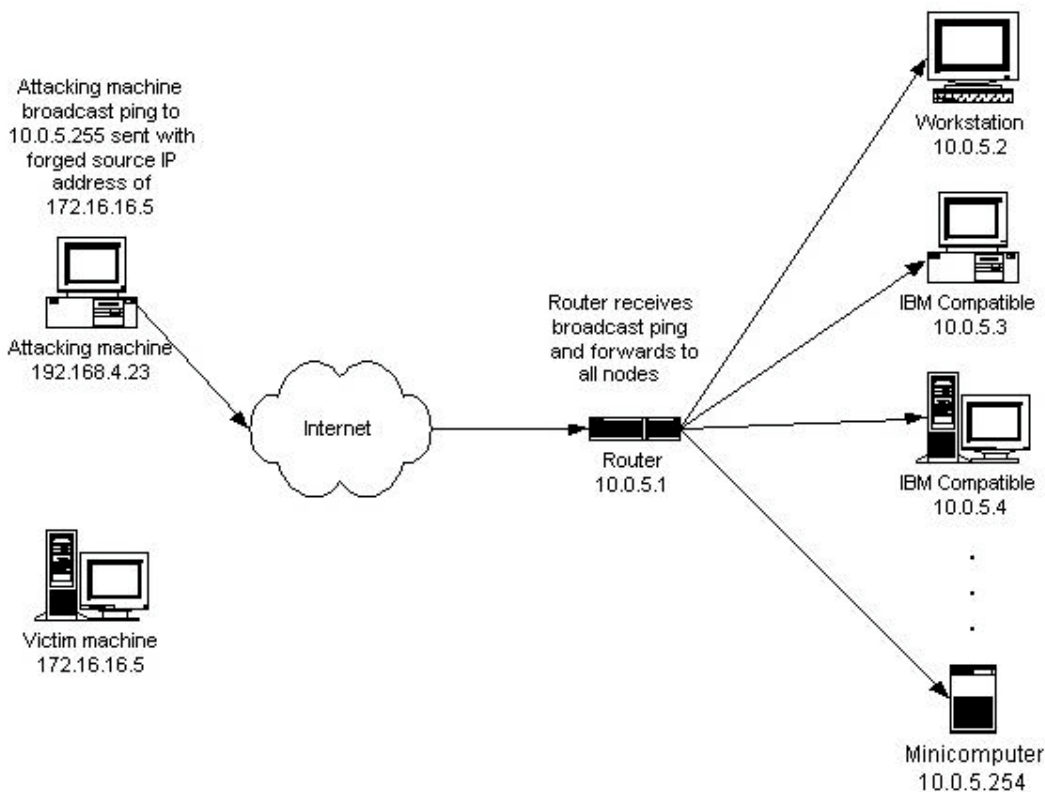 Attacking machine
broadcast ping to
10.0.5.255 sent with
forged source IP
address of
172.16.16.5
Attacking machine
192.168.4.23
Victim machine
172.16.16.5
Internet
Router receives
broadcast ping
and forwards to
all nodes
Router
10.0.5.1
Workstation
10.0.5.2
IBM Compatible
10.0.5.3
IBM Compatible
10.0.5.4
.
.
.
Minicomputer
10.0.5.254